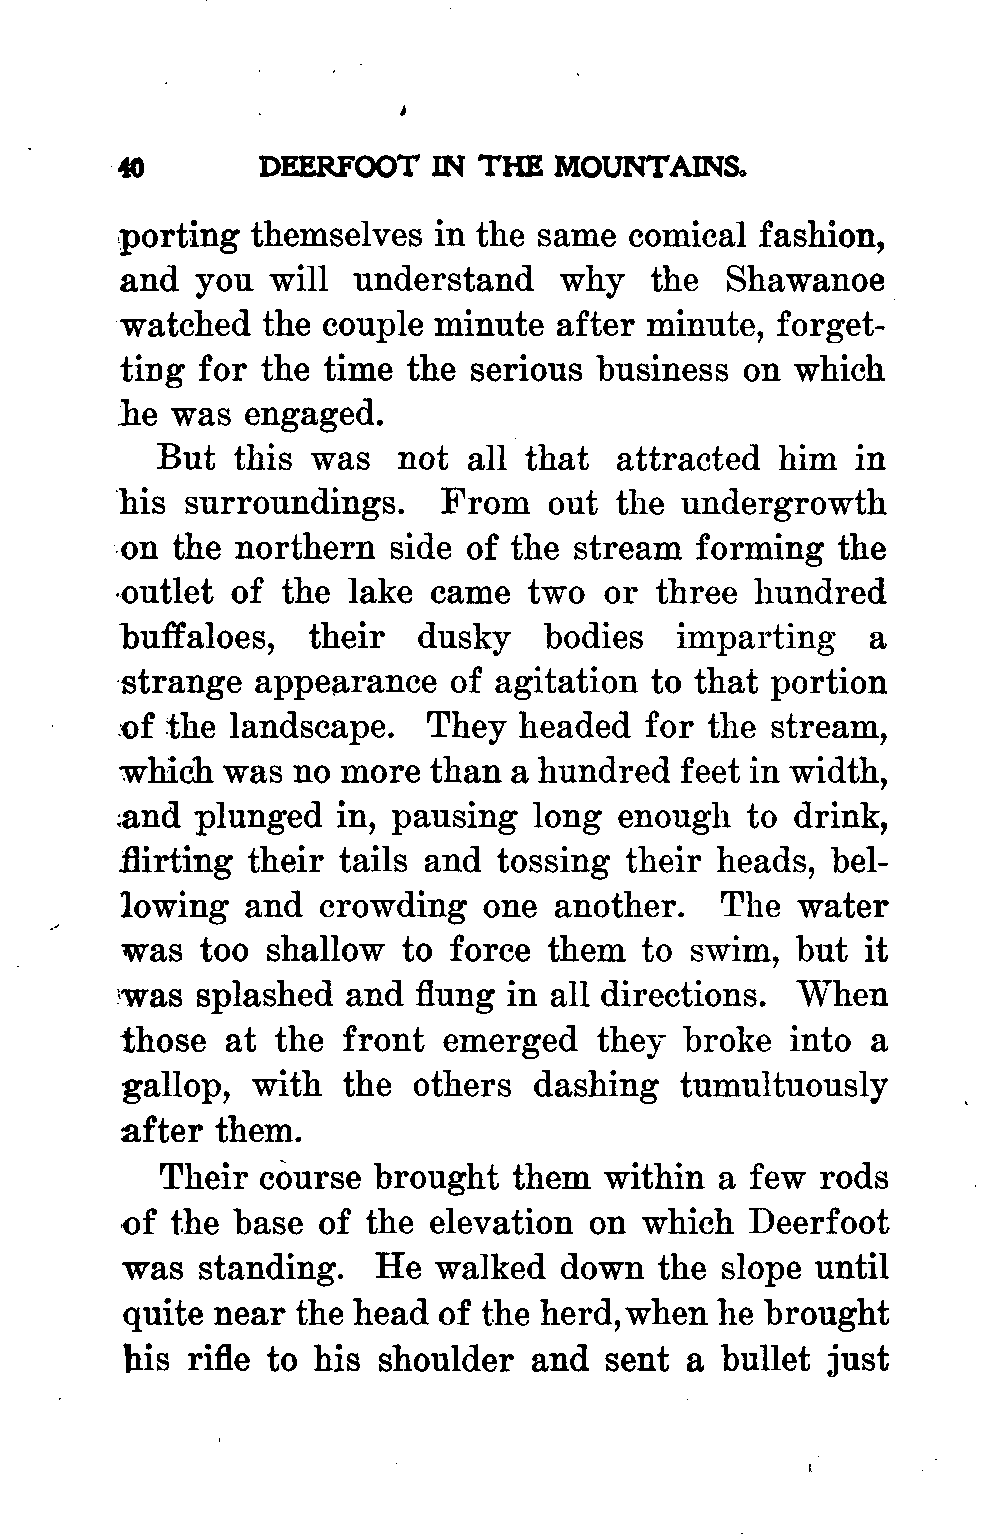 40 DEERFOOT IN THE MOUNTAINS.
porting themselves in the same comical fashion,
and you will understand why the Shawanoe
watched the couple minute after minute, forget-
ting for the time the serious business on which
he was engaged.
But this was not all that attracted him in
his surroundings. From out the undergrowth
on the northern side of the stream forming the
outlet of the lake came two or three hundred
buffaloes, their dusky bodies imparting a
strange appearance of agitation to that portion
of the landscape. They headed for the stream,
which was no more than a hundred feet in width,
and plunged in, pausing long enough to drink,
flirting their tails and tossing their heads, bel-
lowing and crowding one another. The water
was too shallow to force them to swim, but it
was splashed and flung in all directions. When
those at the front emerged they broke into a
gallop, with the others dashing tumultuously
after them.
Their course brought them within a few rods
of the base of the elevation on which Deerfoot
was standing. He walked down the slope until
quite near the head of the herd, when he brought
his rifle to his shoulder and sent a bullet just